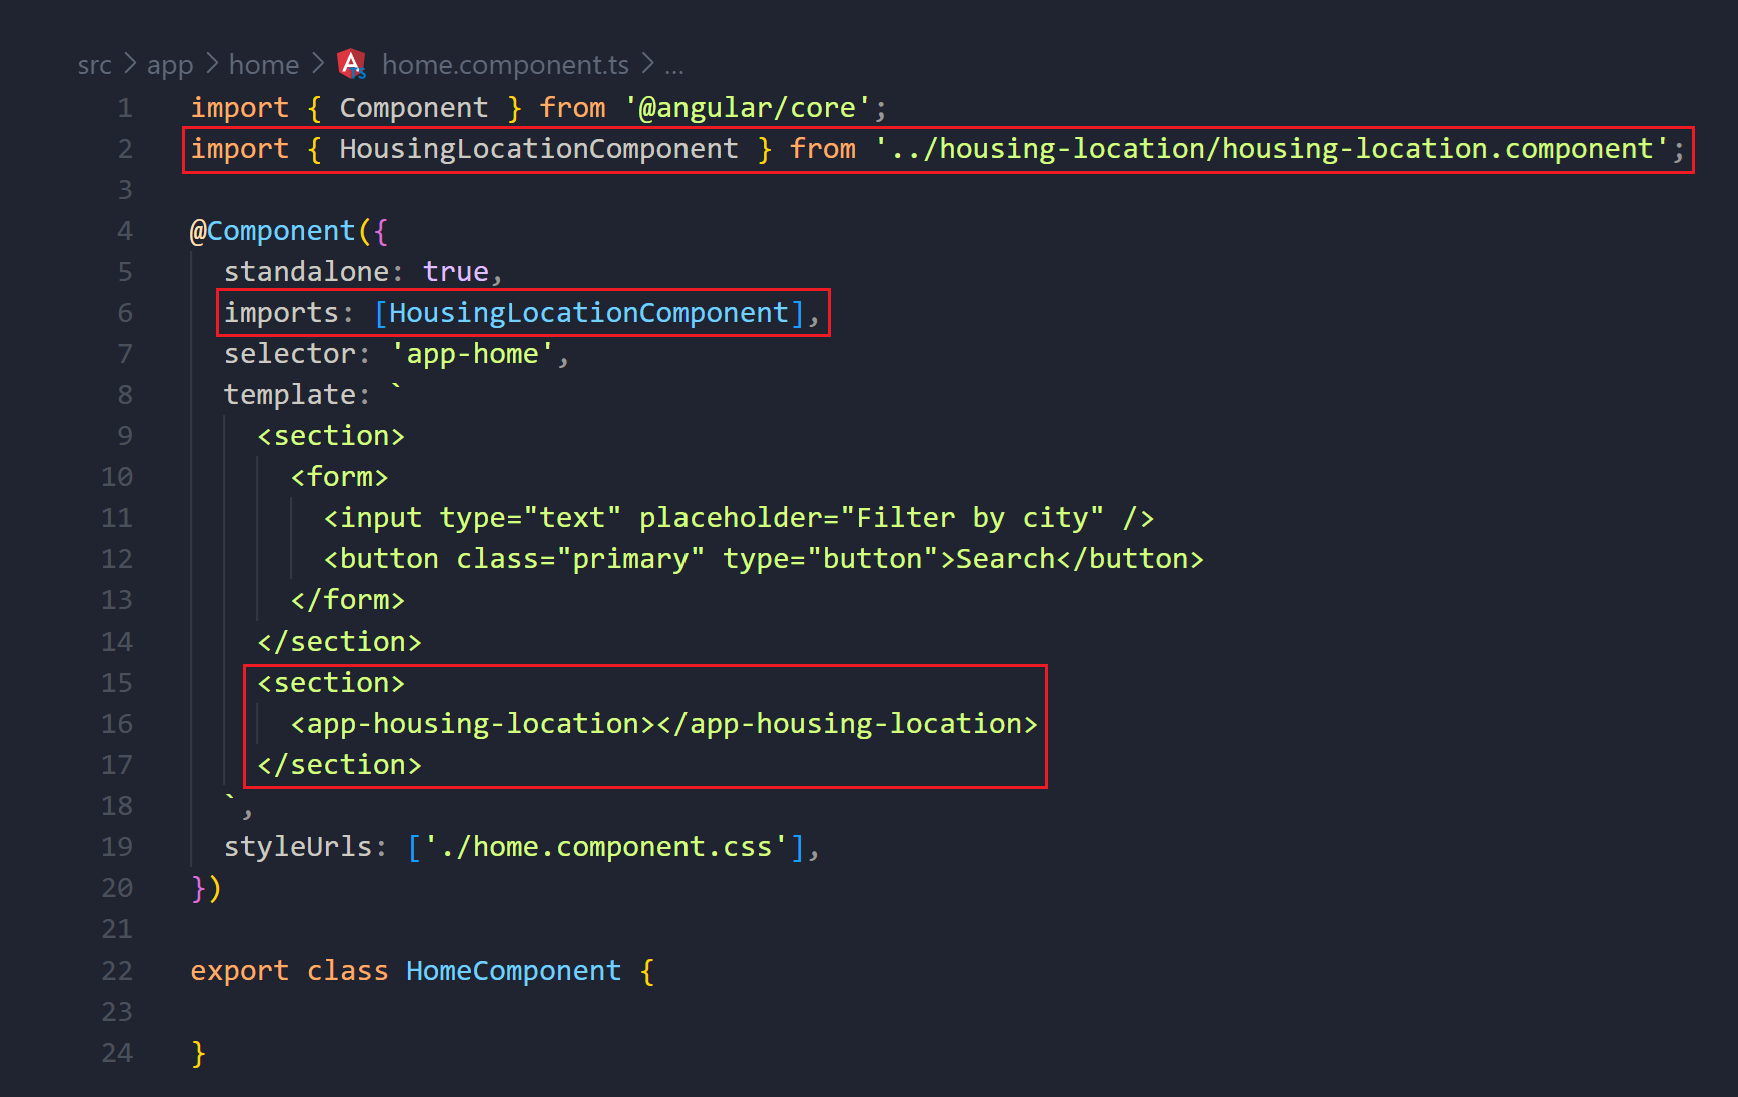 src > app > home > home.component.ts > ...
1 import { Component } from '@angular/core';
2 import { HousingLocationComponent } from '../housing-location/housing-location.component';
3
4 @Component({
5   standalone: true,
6   imports: [HousingLocationComponent],
7   selector: 'app-home',
8   template: `
9     <section>
10       <form>
11         <input type="text" placeholder="Filter by city" />
12         <button class="primary" type="button">Search</button>
13       </form>
14     </section>
15     <section>
16       <app-housing-location></app-housing-location>
17     </section>
18   `,
19   styleUrls: ['./home.component.css'],
20 })
21
22 export class HomeComponent {
23
24 }